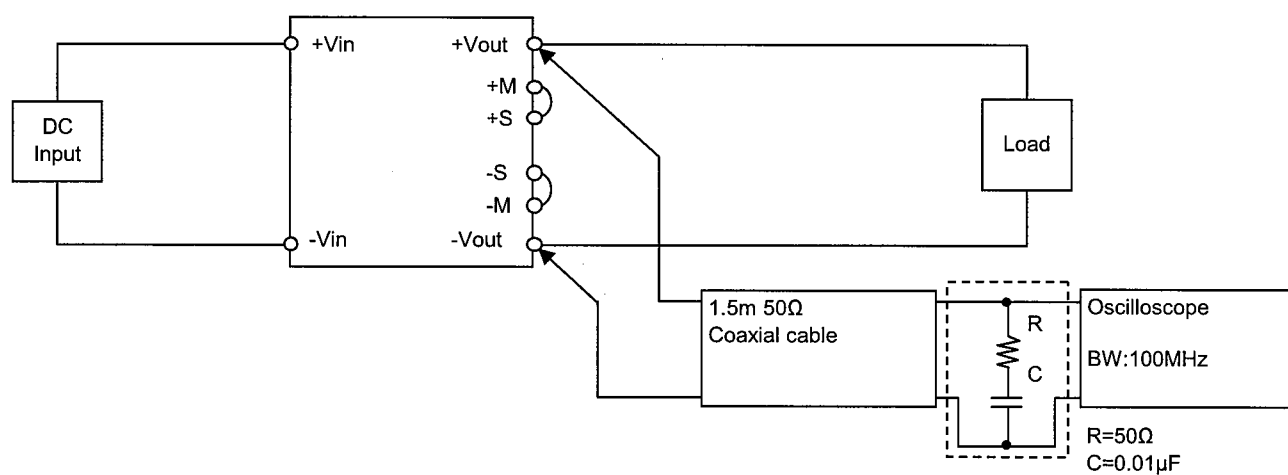 +Vin
+Vout
+M
+S
DC
Input
Load
-S
-M
-Vin
-Vout
1.5m 50Ω
Coaxial cable
R
C
Oscilloscope
BW:100MHz
R=50Ω
C=0.01µF